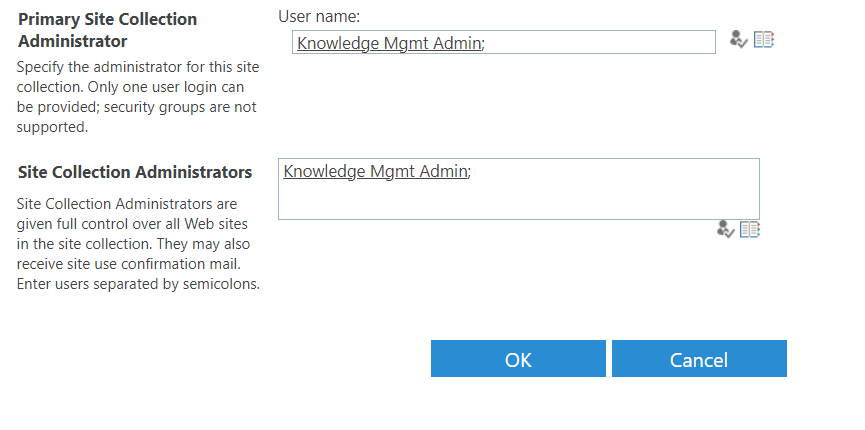 Primary Site Collection
Administrator
Specify the administrator for this site
collection. Only one user login can
be provided; security groups are not
supported.
User name:
Knowledge Mgmt Admin;
Site Collection Administrators
Site Collection Administrators are
given full control over all Web sites
in the site collection. They may also
receive site use confirmation mail.
Enter users separated by semicolons.
Knowledge Mgmt Admin;
OK
Cancel